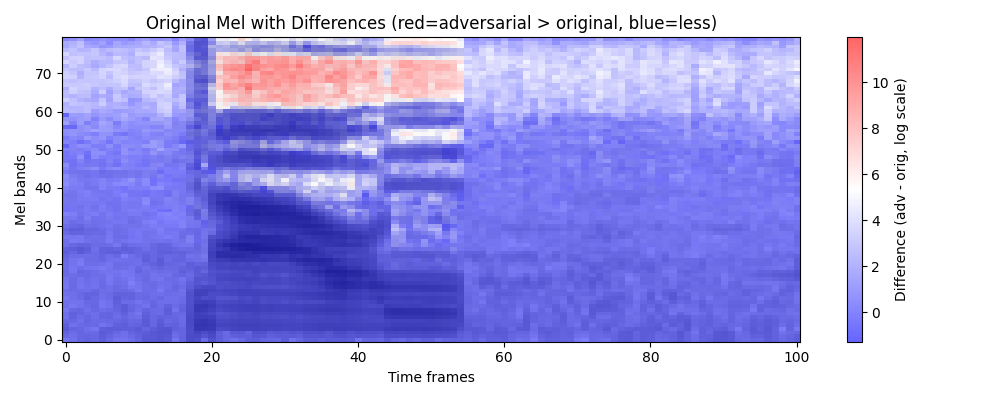 Original Mel with Differences (red=adversarial > original, blue=less)
Mel bands
70
60
50
40
30
20
10
0
0 20 40 60 80 100
Time frames
10
8
6
4
2
0
Difference (adv - orig, log scale)